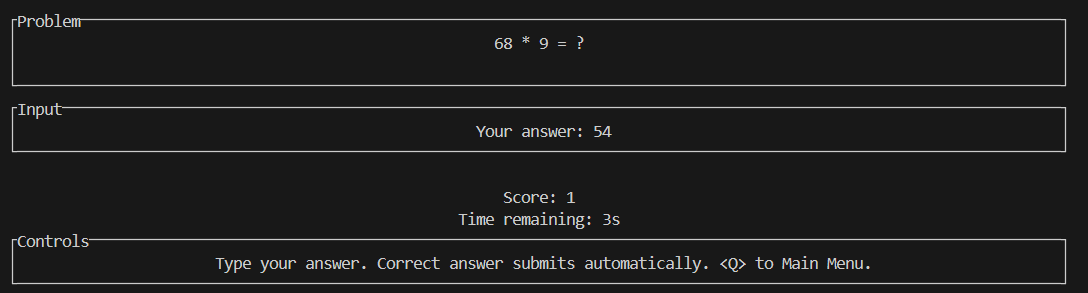 Problem
68 * 9 = ?
Input
Your answer: 54
Score: 1
Time remaining: 3s
Controls
Type your answer. Correct answer submits automatically. <Q> to Main Menu.